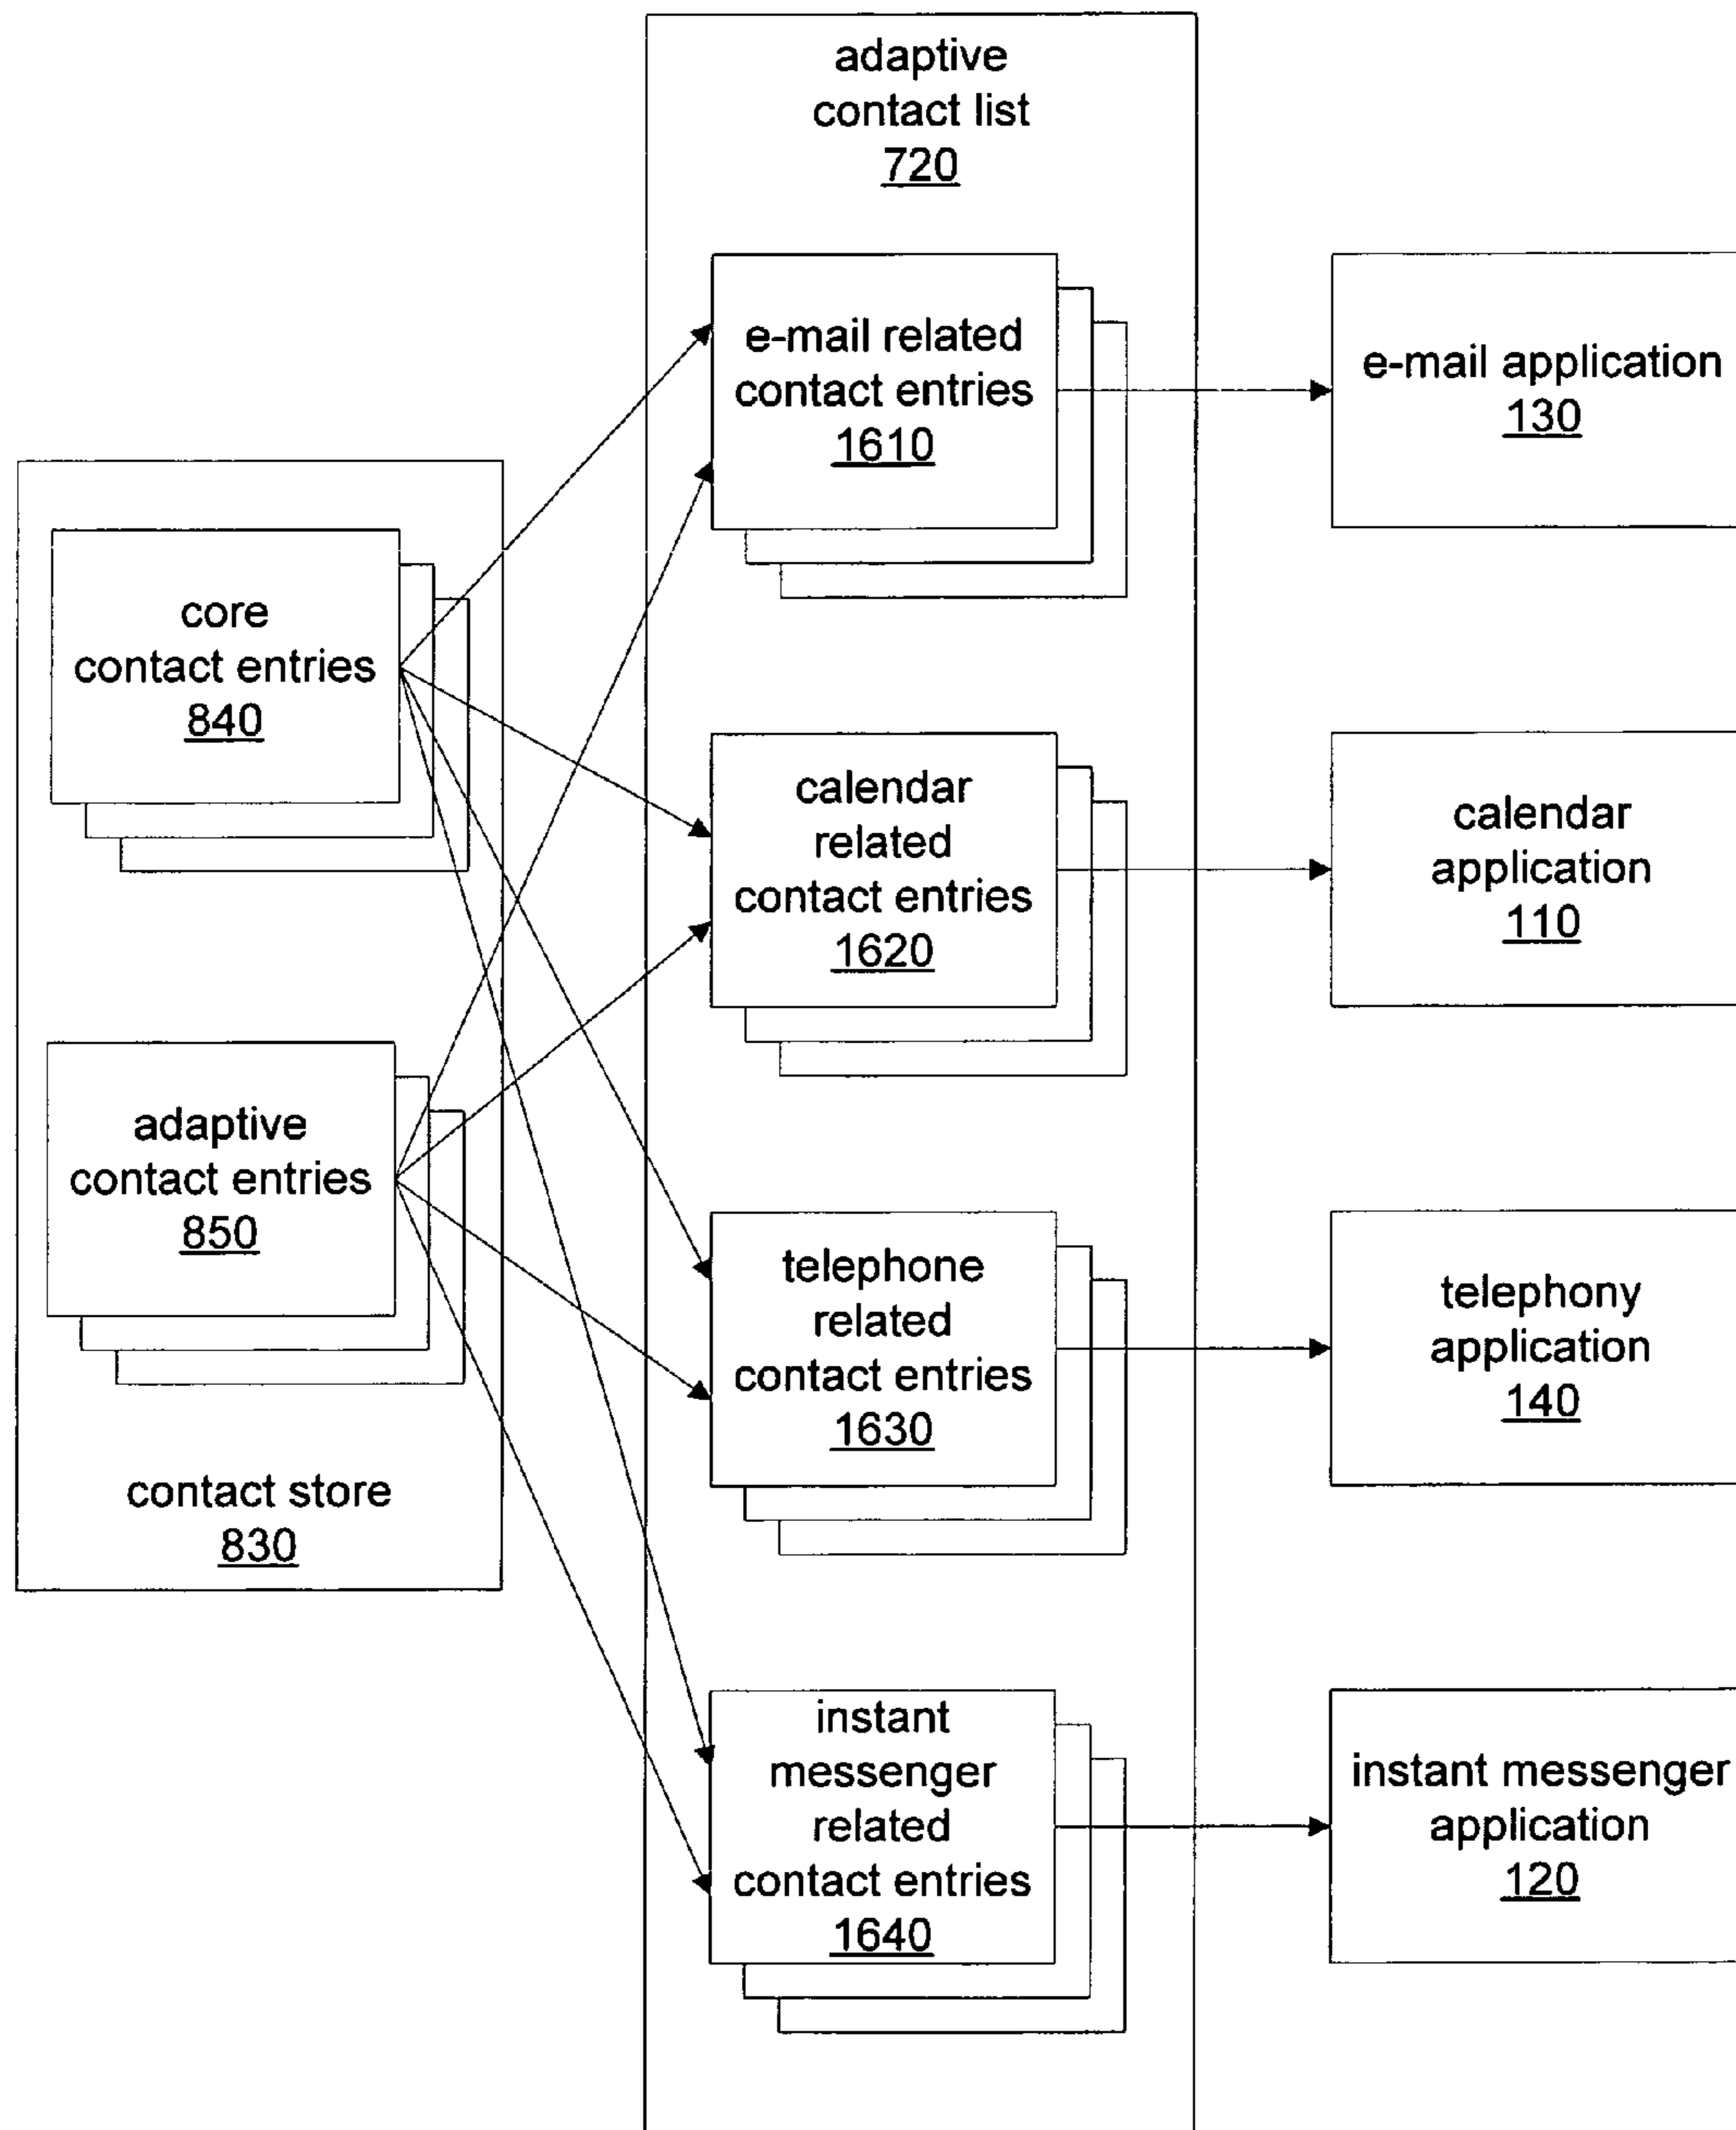 adaptive
contact list
720
e-mail related
contact entries
1610
e-mail application
130
core
contact entries
840
calendar
related
contact entries
1620
calendar
application
110
adaptive
contact entries
850
telephone
related
contact entries
1630
telephony
application
140
contact store
830
instant
messenger
related
contact entries
1640
instant messenger
application
120